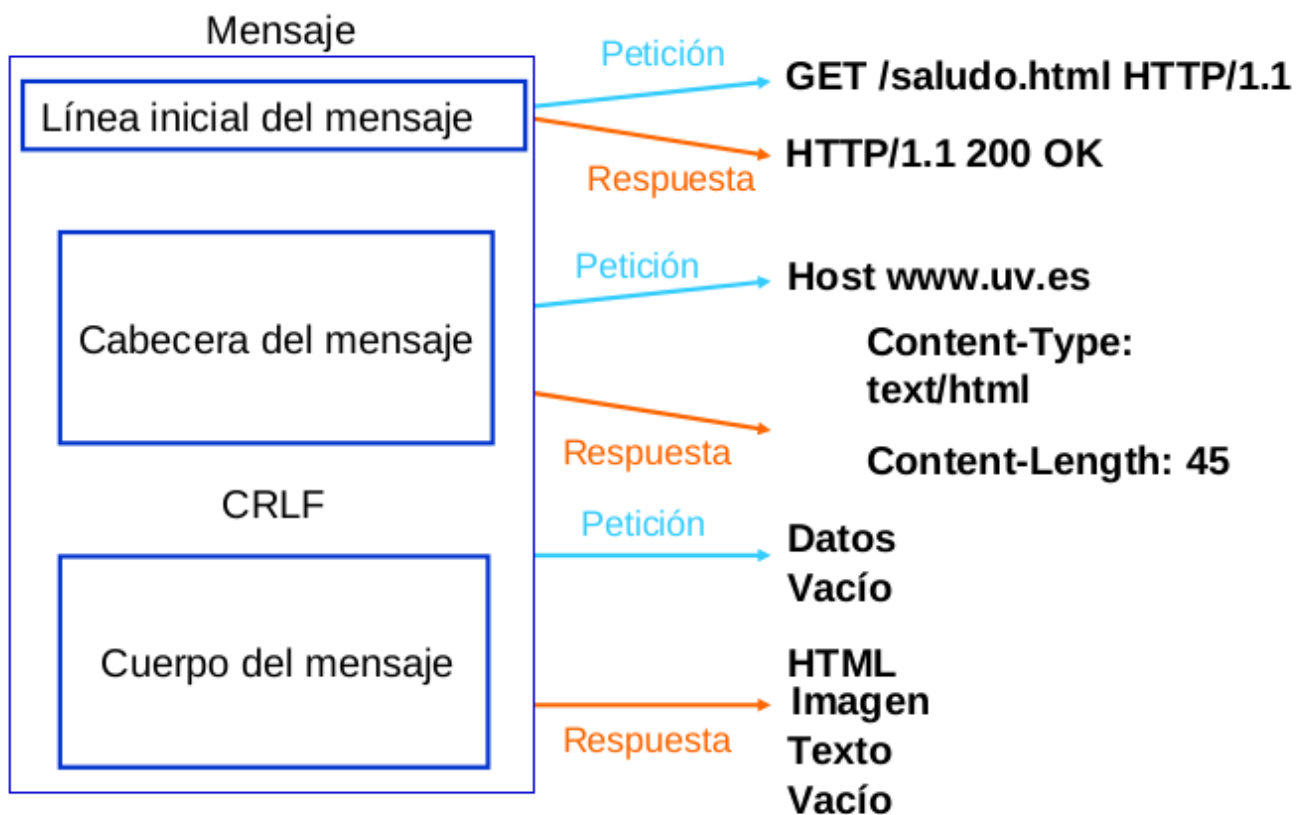 Mensaje
Línea inicial del mensaje
Petición
GET /saludo.html HTTP/1.1
Respuesta
HTTP/1.1 200 OK
Cabecera del mensaje
Petición
Host www.uv.es
Respuesta
Content-Type:
text/html
Content-Length: 45
CRLF
Cuerpo del mensaje
Petición
Datos
Vacío
Respuesta
HTML
Imagen
Texto
Vacío